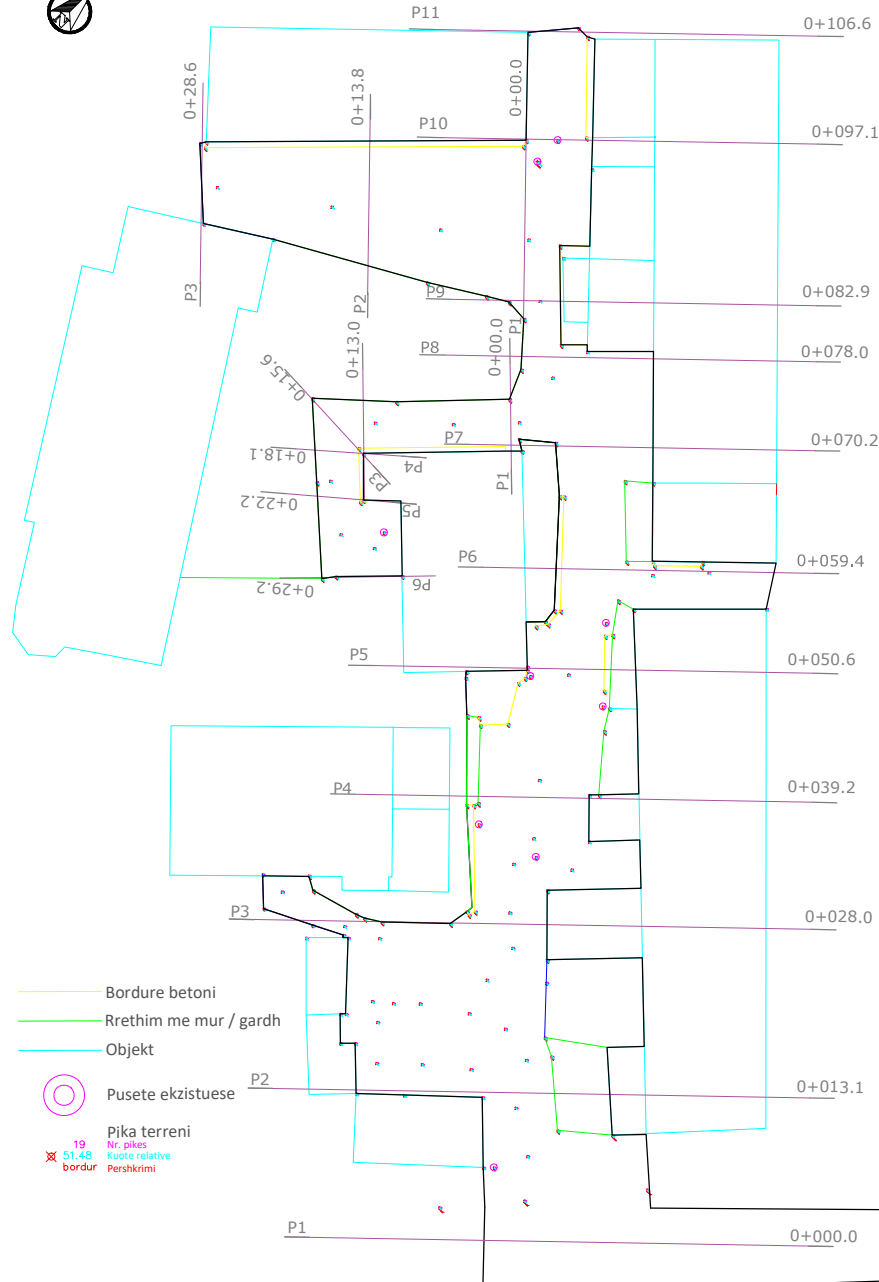 P11
0+106.6
0+28.6
0+13.8
0+00.0
P10
0+097.1
P3
P2
P9
P1
0+082.9
0+13.0
0+00.0
P8
0+078.0
0+15.6
P7
0+070.2
0+18.1
P4
P3
P1
0+22.2
P5
P6
0+059.4
0+29.2
P6
P5
0+050.6
P4
0+039.2
P3
0+028.0
Bordure betoni
Rrethim me mur / gardh
Objekt
P2
0+013.1
Pusete ekzistuese
Pika terreni
19 Nr. pikes
51.48 Kuote relative
bordur Pershkrimi
P1
0+000.0